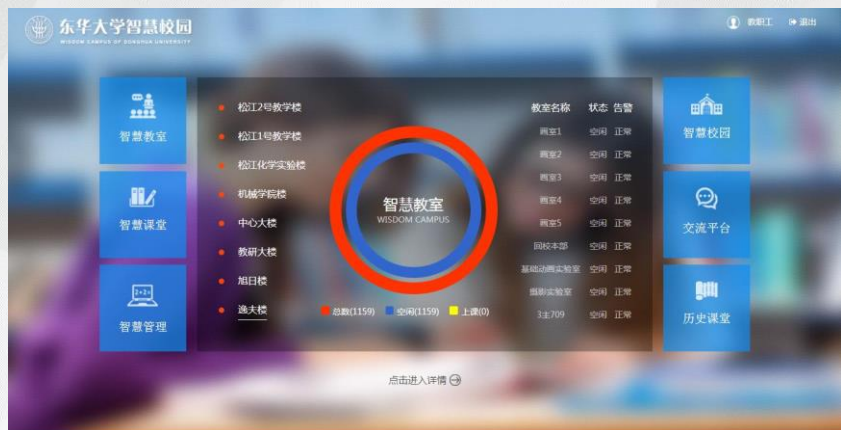 东华大学智慧校园
WISDOM CAMPUS OF DONGHUA UNIVERSITY
教职工 退出
智慧教室
智慧课堂
智慧管理
松江2号教学楼
松江1号教学楼
松江化学实验楼
机械学院楼
中心大楼
教研大楼
旭日楼
逸夫楼
智慧教室
WISDOM CAMPUS
总数(1159) 空闲(1159) 上课(0)
教室名称 状态 告警
画室1 空闲 正常
画室2 空闲 正常
画室3 空闲 正常
画室4 空闲 正常
画室5 空闲 正常
回校本部 空闲 正常
基础动画实验室 空闲 正常
摄影实验室 空闲 正常
3主709 空闲 正常
智慧校园
交流平台
历史课堂
点击进入详情